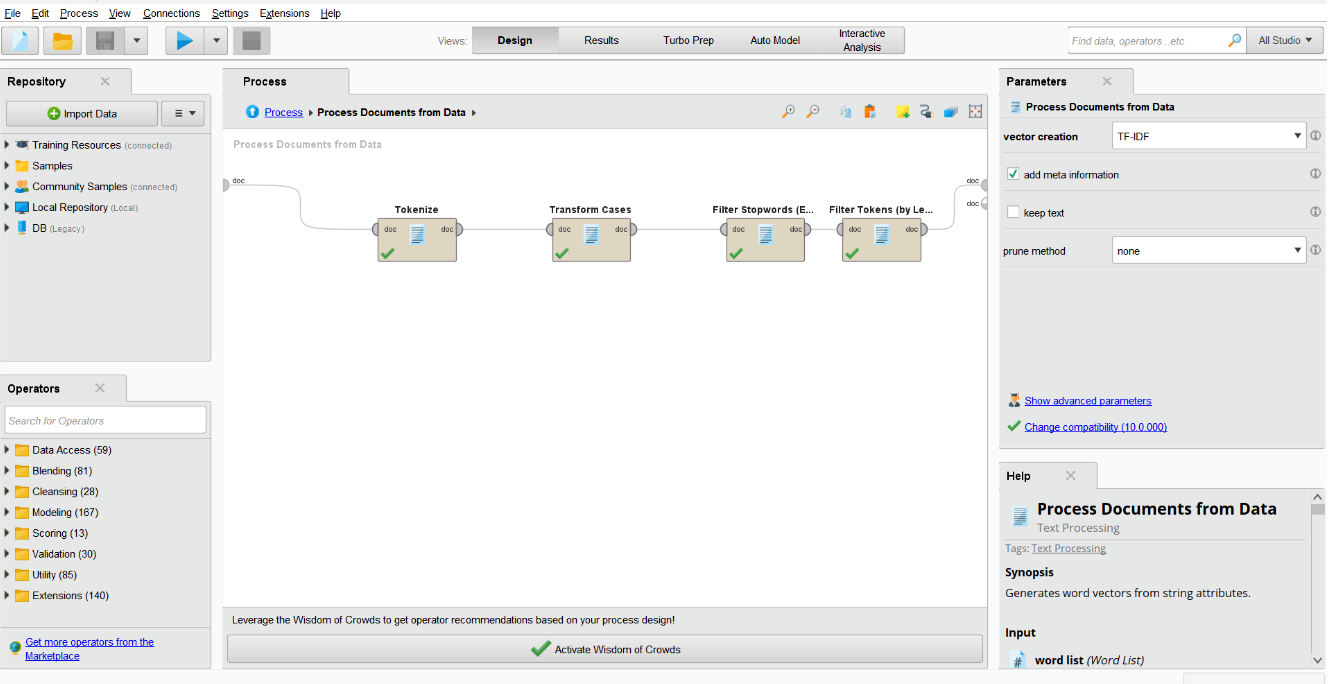 File Edit Process View Connections Settings Extensions Help
Views: Design Results Turbo Prep Auto Model Interactive Analysis
Find data, operators...etc All Studio
Repository
Import Data
Training Resources (connected)
Samples
Community Samples (connected)
Local Repository (Local)
DB (Legacy)
Operators
Search for Operators
Data Access (59)
Blending (81)
Cleansing (28)
Modeling (167)
Scoring (13)
Validation (30)
Utility (85)
Extensions (140)
Get more operators from the
Marketplace
Process
Process Process Documents from Data
Process Documents from Data
doc doc
doc
Tokenize Transform Cases Filter Stopwords (E... Filter Tokens (by Le...
doc doc doc doc doc doc doc doc
Leverage the Wisdom of Crowds to get operator recommendations based on your process design!
Activate Wisdom of Crowds
Parameters
Process Documents from Data
vector creation TF-IDF
add meta information
keep text
prune method none
Show advanced parameters
Change compatibility (10.0.000)
Help
Process Documents from Data
Text Processing
Tags: Text Processing
Synopsis
Generates word vectors from string attributes.
Input
# word list (Word List)